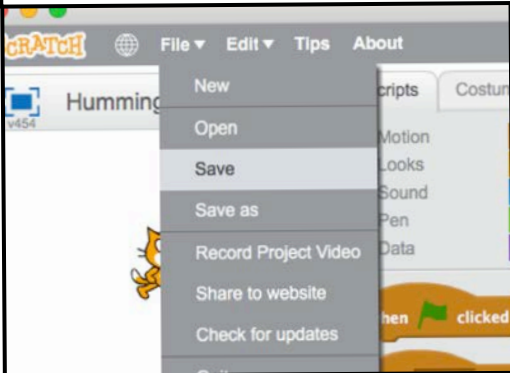 SCRATCH File Edit Tips About
v454
Humming
New
Open
Save
Save as
Record Project Video
Share to website
Check for updates
cripts Costum
Motion
Looks
Sound
Pen
Data
hen clicked